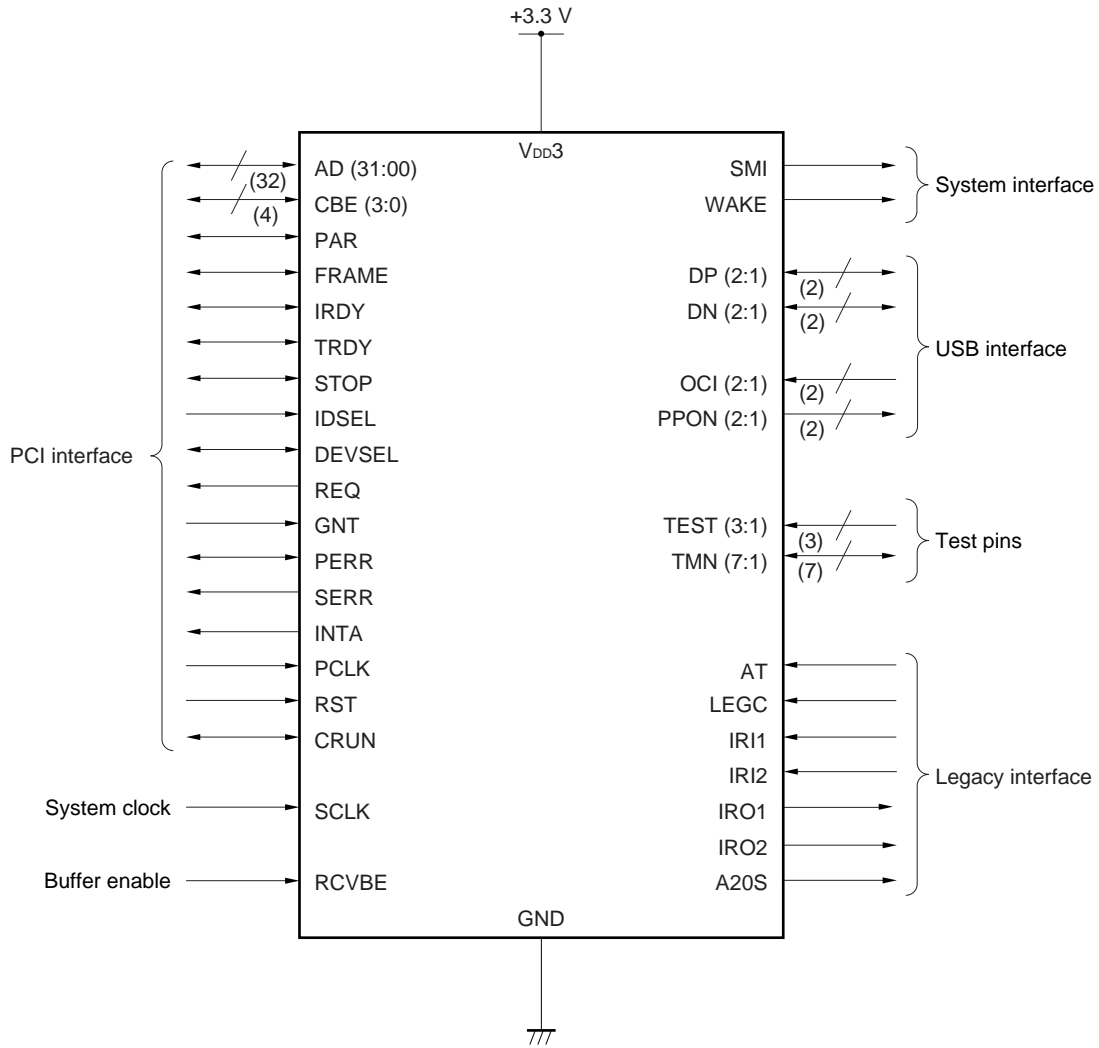 +3.3 V
VDD3
AD (31:00)
(32)
CBE (3:0)
(4)
PAR
FRAME
IRDY
TRDY
STOP
IDSEL
DEVSEL
REQ
GNT
PERR
SERR
INTA
PCLK
RST
CRUN
PCI interface
System clock
SCLK
Buffer enable
RCVBE
SMI
WAKE
System interface
DP (2:1)
(2)
DN (2:1)
(2)
OCI (2:1)
(2)
PPON (2:1)
(2)
USB interface
TEST (3:1)
(3)
TMN (7:1)
(7)
Test pins
AT
LEGC
IRI1
IRI2
IRO1
IRO2
A20S
Legacy interface
GND